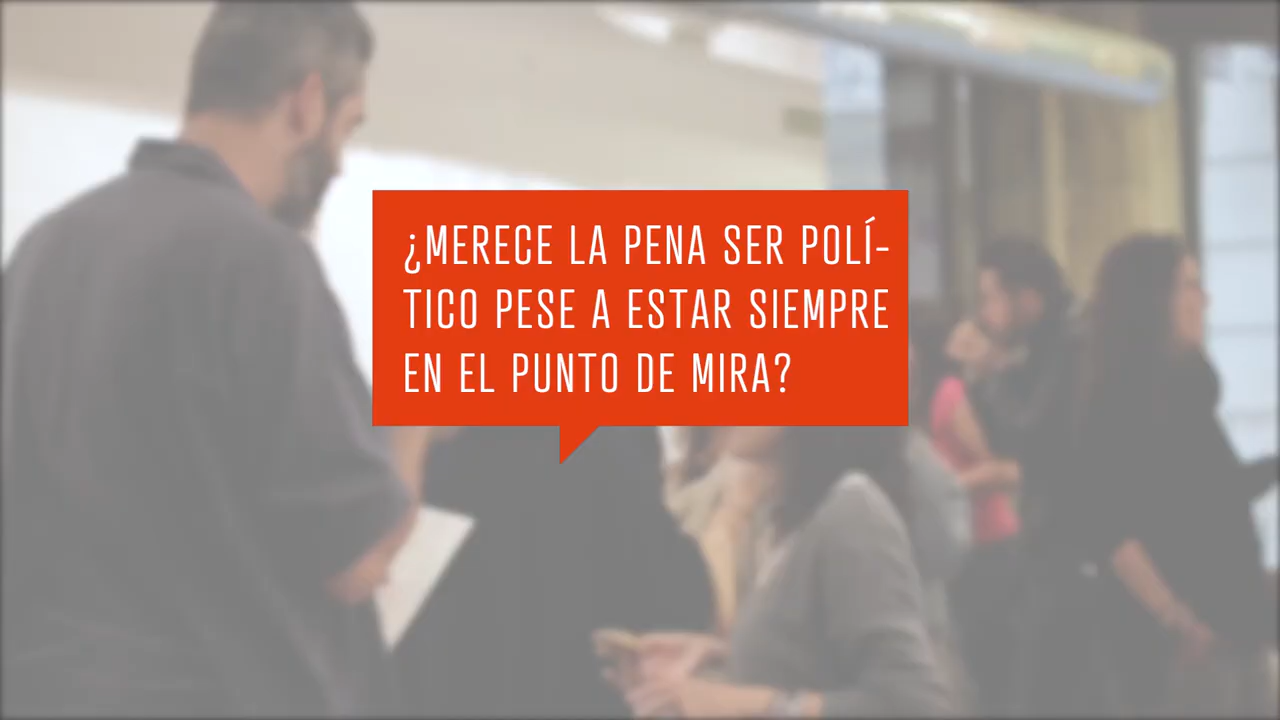 ¿MERECE LA PENA SER POLÍ-
TICO PESE A ESTAR SIEMPRE
EN EL PUNTO DE MIRA?